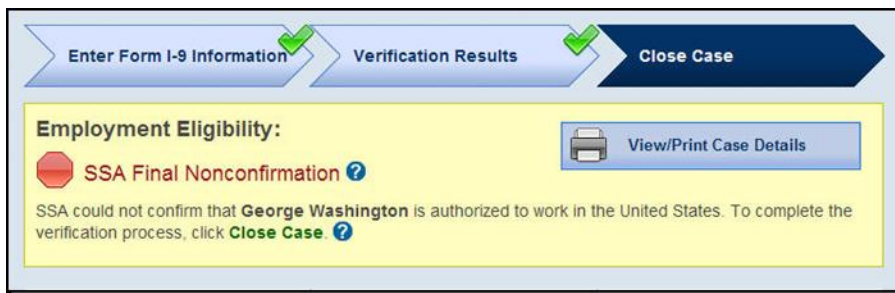 Enter Form I-9 Information
Verification Results
Close Case
Employment Eligibility:
View/Print Case Details
SSA Final Nonconfirmation ?
SSA could not confirm that George Washington is authorized to work in the United States. To complete the
verification process, click Close Case. ?